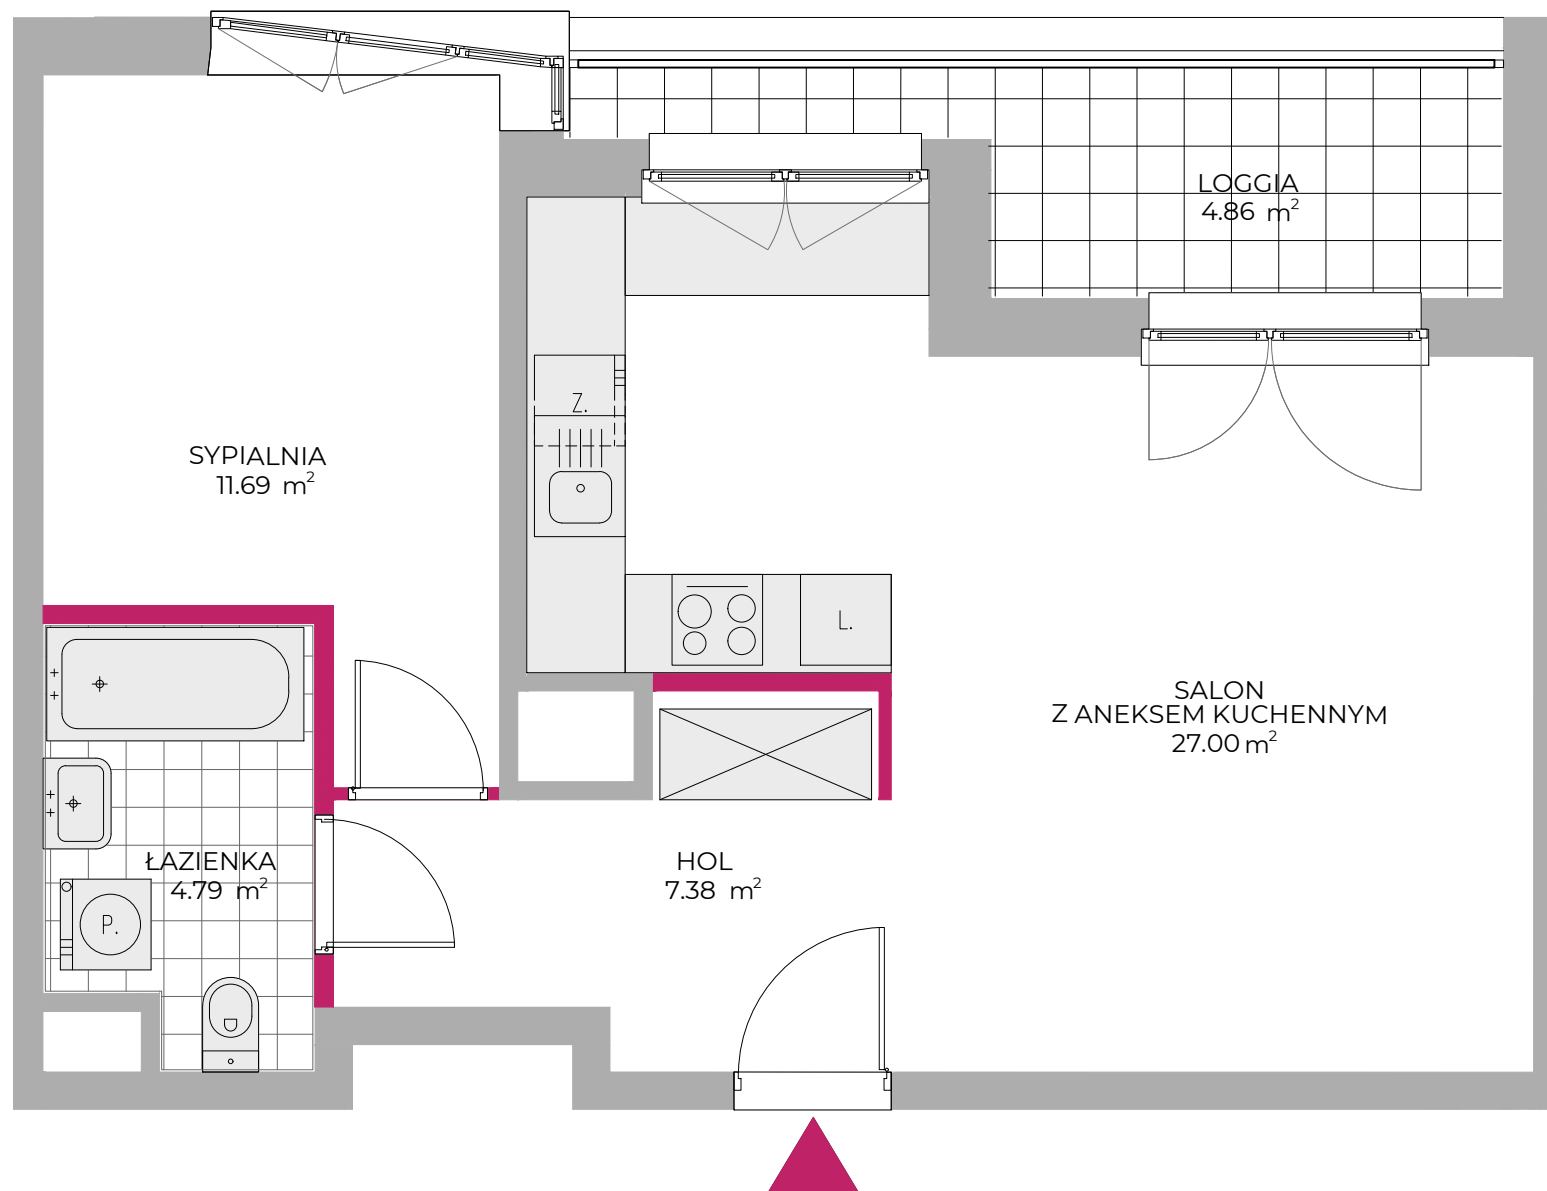 LOGGIA
4.86 m²
Z.
SYPIALNIA
11.69 m²
L.
SALON
Z ANEKSEM KUCHENNYM
27.00 m²
ŁAZIENKA
4.79 m²
HOL
7.38 m²
P.